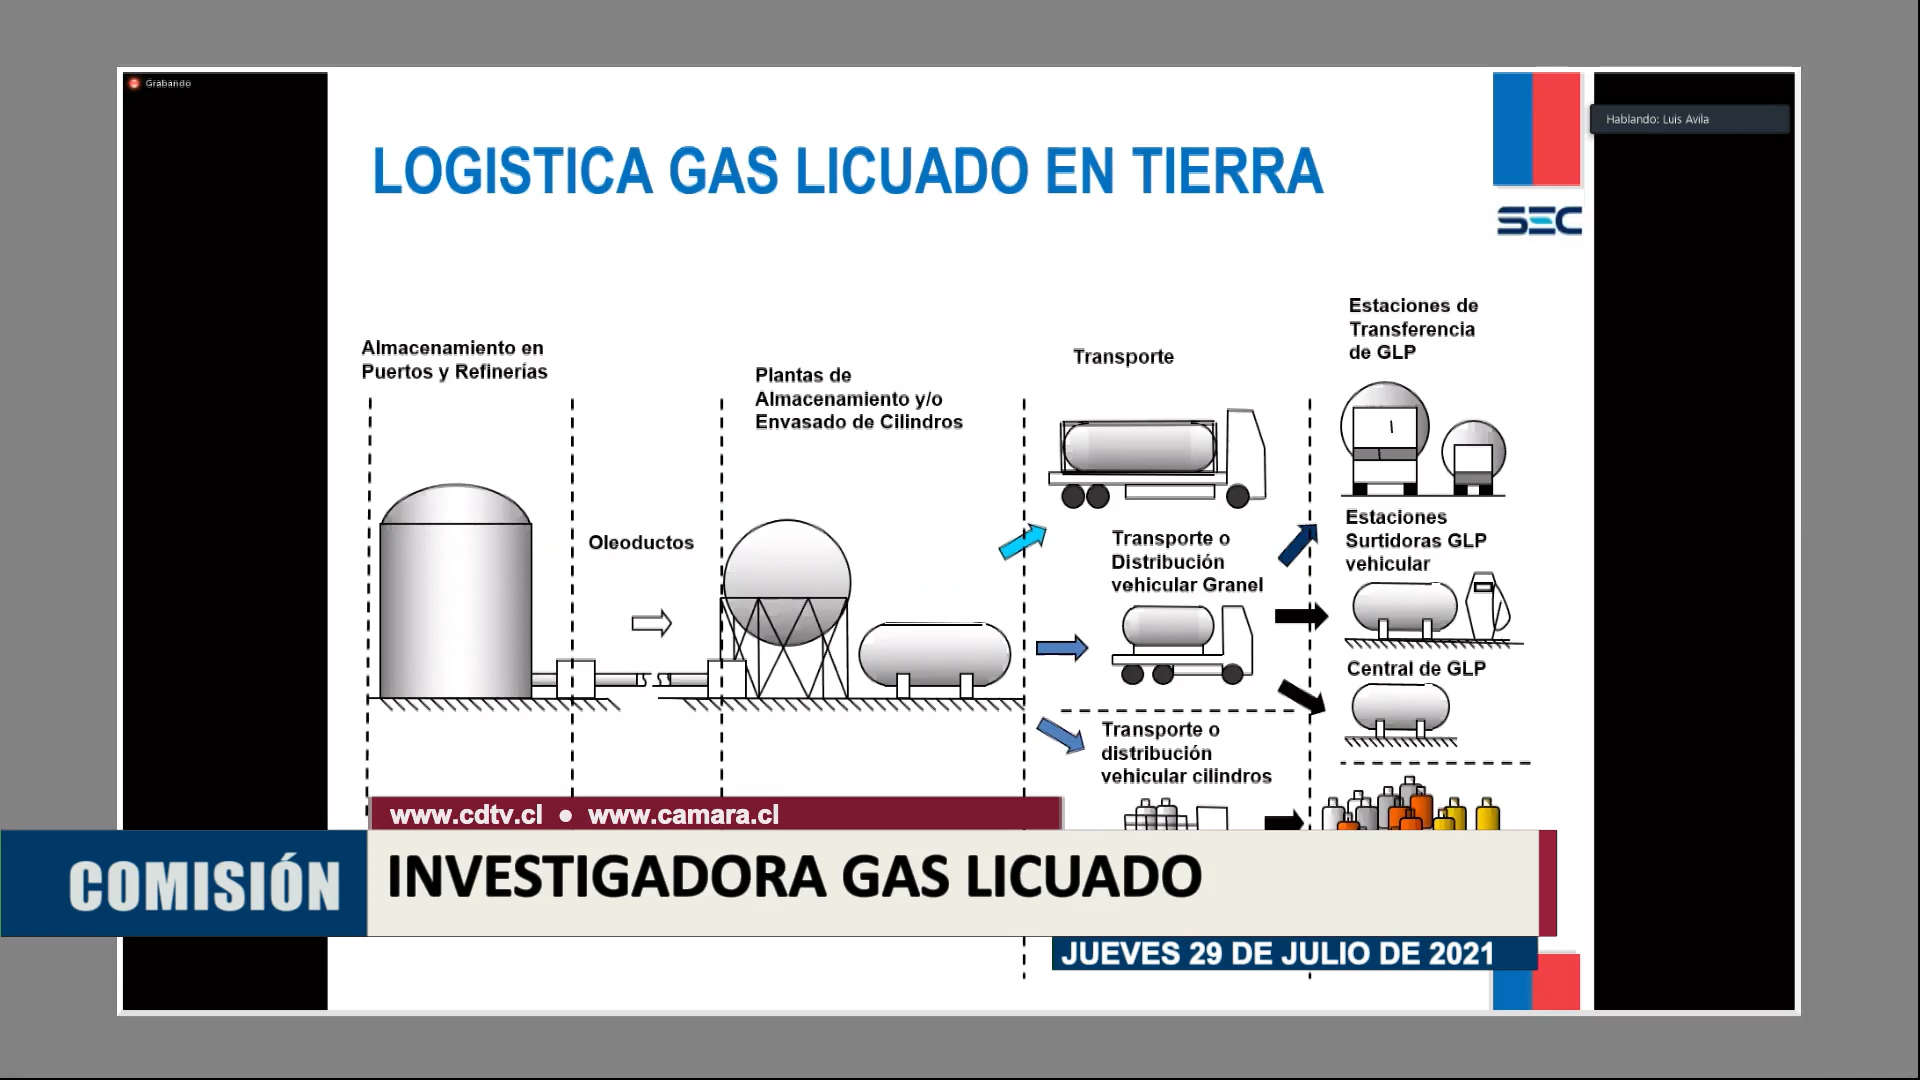 Grabando
Hablando: Luis Avila
LOGISTICA GAS LICUADO EN TIERRA
SEC
Almacenamiento en
Puertos y Refinerías
Oleoductos
Plantas de
Almacenamiento y/o
Envasado de Cilindros
Transporte
Transporte o
Distribución
vehicular Granel
Transporte o
distribución
vehicular cilindros
Estaciones de
Transferencia
de GLP
Estaciones
Surtidoras GLP
vehicular
Central de GLP
www.cdtv.cl • www.camara.cl
COMISIÓN
INVESTIGADORA GAS LICUADO
JUEVES 29 DE JULIO DE 2021